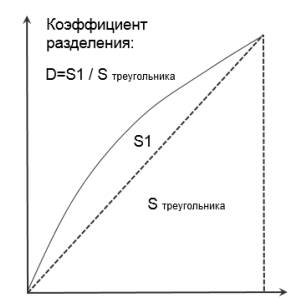 Коэффициент
разделения:
D=S1 / S треугольника
S1
S треугольника